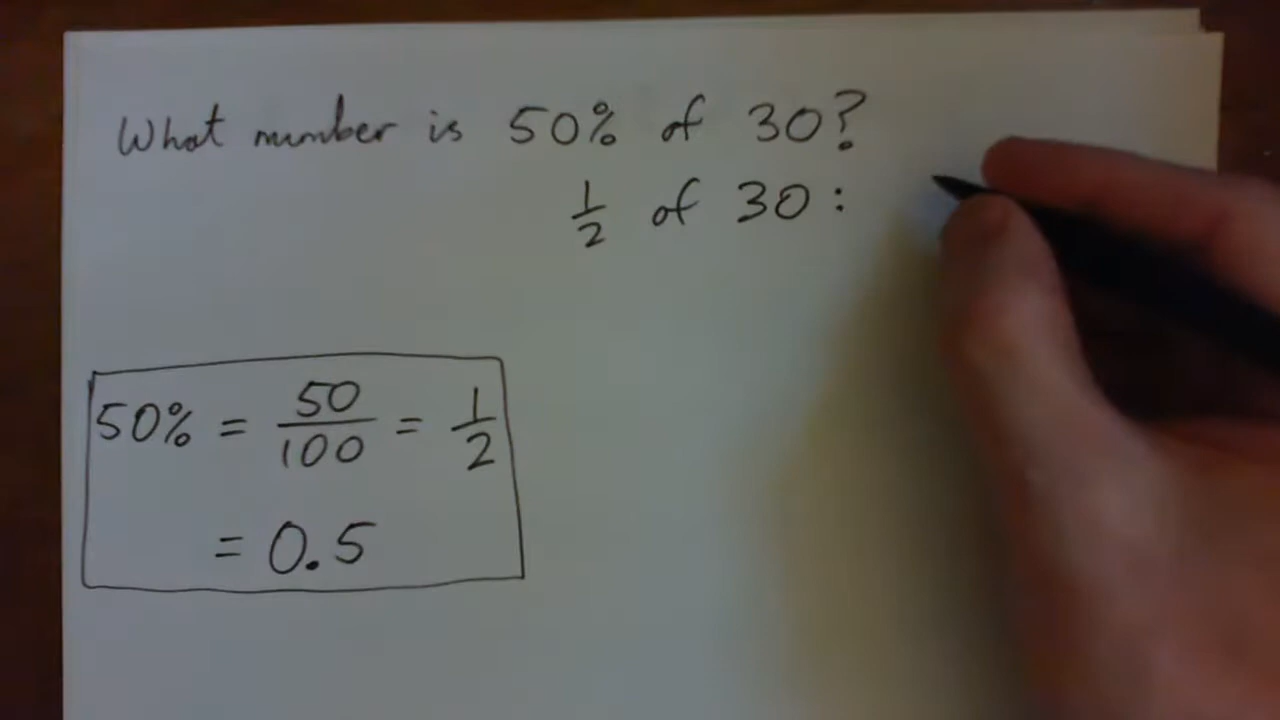 What number is 50% of 30?
1/2 of 30:
50% = 50/100 = 1/2
= 0.5